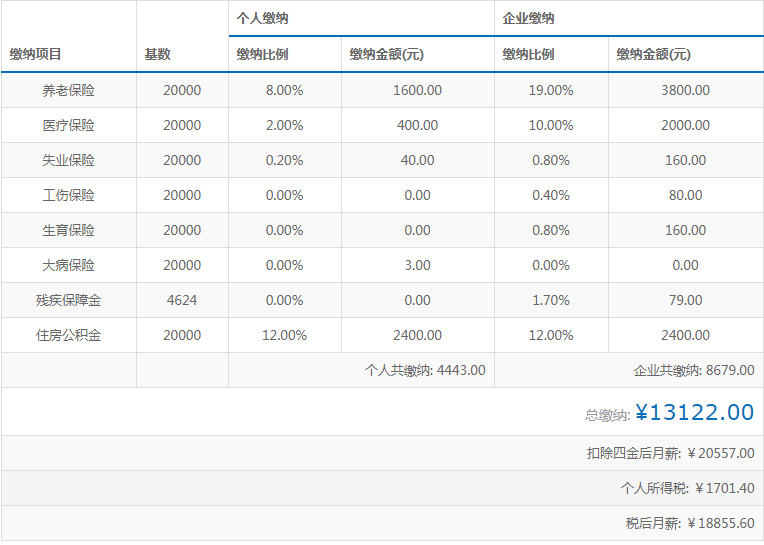 个人缴纳 企业缴纳
缴纳项目 基数 缴纳比例 缴纳金额(元) 缴纳比例 缴纳金额(元)
养老保险 20000 8.00% 1600.00 19.00% 3800.00
医疗保险 20000 2.00% 400.00 10.00% 2000.00
失业保险 20000 0.20% 40.00 0.80% 160.00
工伤保险 20000 0.00% 0.00 0.40% 80.00
生育保险 20000 0.00% 0.00 0.80% 160.00
大病保险 20000 0.00% 3.00 0.00% 0.00
残疾保障金 4624 0.00% 0.00 1.70% 79.00
住房公积金 20000 12.00% 2400.00 12.00% 2400.00
个人共缴纳: 4443.00 企业共缴纳: 8679.00
总缴纳: ¥13122.00
扣除四金后月薪: ¥20557.00
个人所得税: ¥1701.40
税后月薪: ¥18855.60